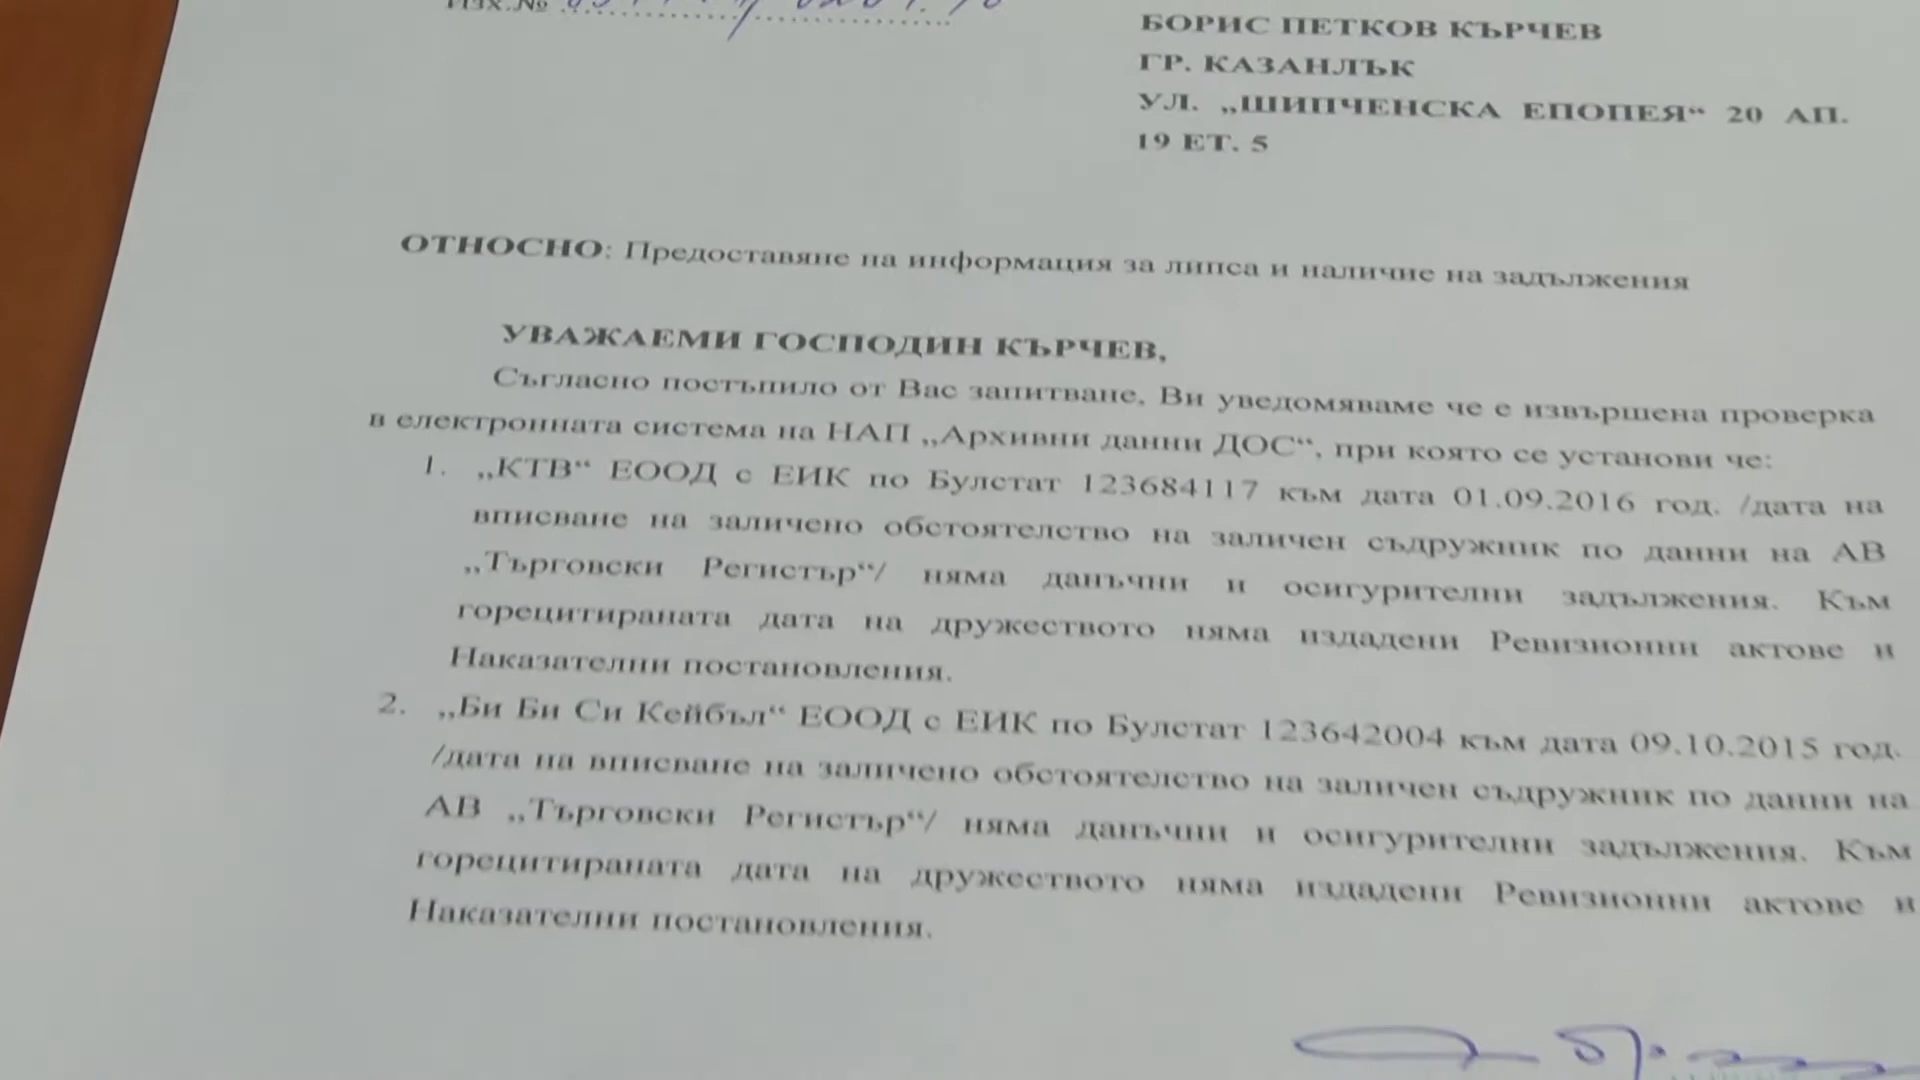 Изх.№
БОРИС ПЕТКОВ КЪРЧЕВ
ГР. КАЗАНЛЪК
УЛ. „ШИПЧЕНСКА ЕПОПЕЯ“ 20 АП.
19 ЕТ. 5
ОТНОСНО: Предоставяне на информация за липса и наличие на задължения
УВАЖАЕМИ ГОСПОДИН КЪРЧЕВ,
Съгласно постъпило от Вас запитване, Ви уведомяваме че е извършена проверка
в електронната система на НАП „Архивни данни ДОС“, при която се установи че:
1. „КТВ“ ЕООД с ЕИК по Булстат 123684117 към дата 01.09.2016 год. /дата на
вписване на заличено обстоятелство на заличен съдружник по данни на АВ
„Търговски Регистър“/ няма данъчни и осигурителни задължения. Към
горецитираната дата на дружеството няма издадени Ревизионни актове и
Наказателни постановления.
2. „Би Би Си Кейбъл“ ЕООД с ЕИК по Булстат 123642004 към дата 09.10.2015 год.
/дата на вписване на заличено обстоятелство на заличен съдружник по данни на
АВ „Търговски Регистър“/ няма данъчни и осигурителни задължения. Към
горецитираната дата на дружеството няма издадени Ревизионни актове и
Наказателни постановления.